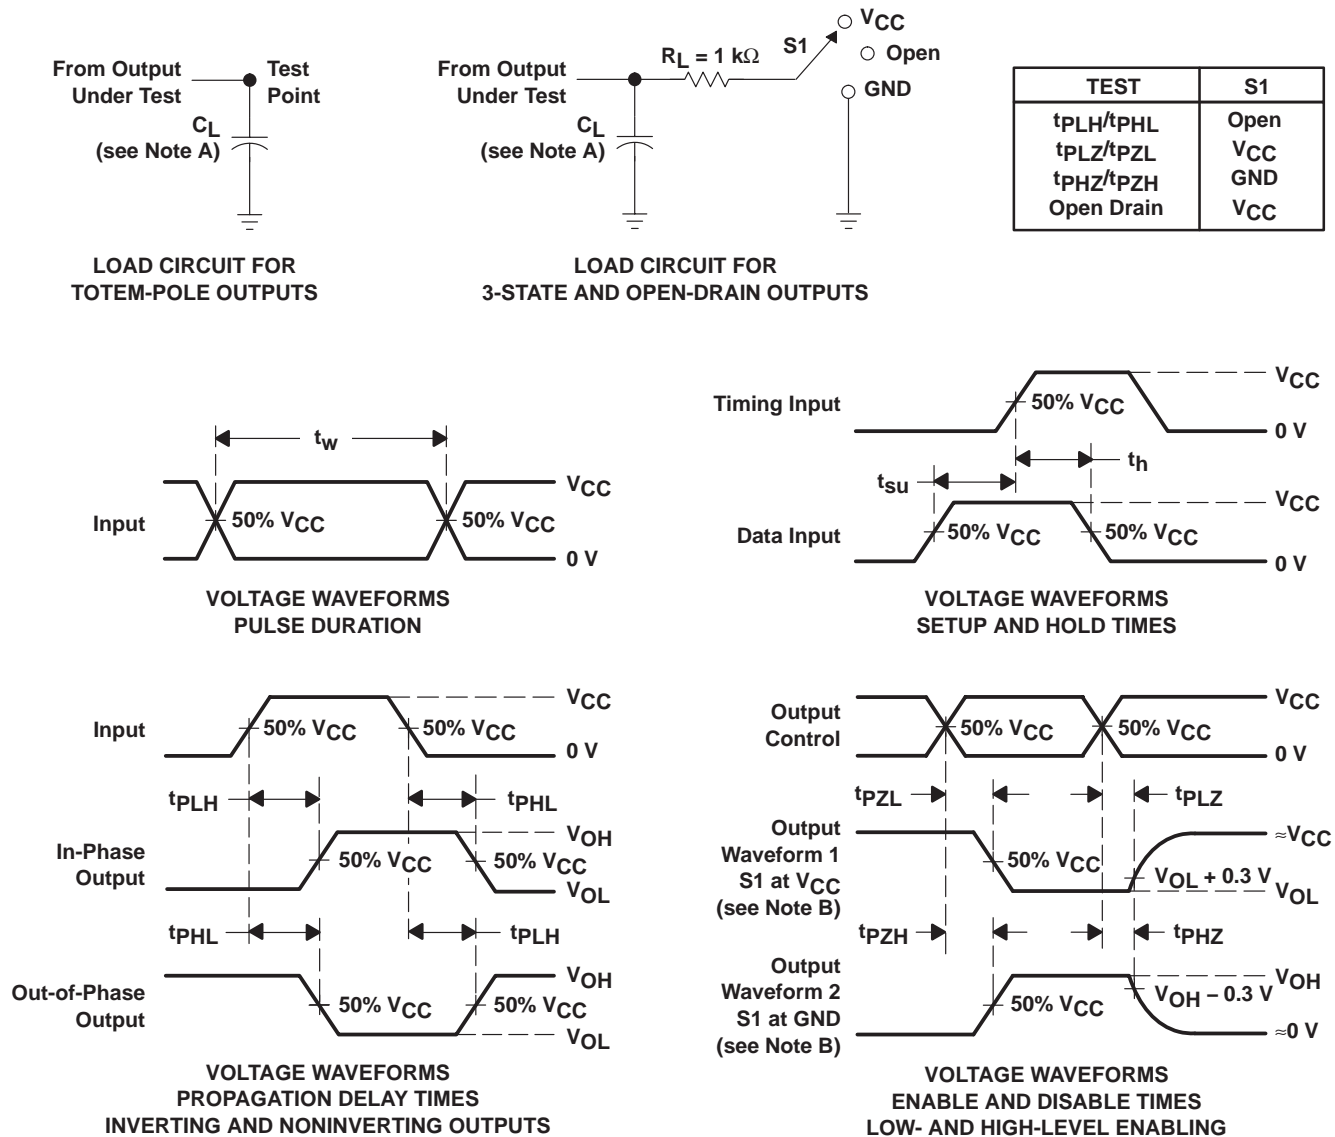 From Output
Under Test
Test
Point
CL
(see Note A)
LOAD CIRCUIT FOR
TOTEM-POLE OUTPUTS
From Output
Under Test
RL = 1 kΩ
S1
VCC
Open
GND
CL
(see Note A)
LOAD CIRCUIT FOR
3-STATE AND OPEN-DRAIN OUTPUTS
TEST S1
tPLH/tPHL Open
tPLZ/tPZL VCC
tPHZ/tPZH GND
Open Drain VCC
tw
Input
VCC
50% VCC
50% VCC
0 V
VOLTAGE WAVEFORMS
PULSE DURATION
Timing Input
VCC
50% VCC
0 V
th
tsu
Data Input
VCC
50% VCC
50% VCC
0 V
VOLTAGE WAVEFORMS
SETUP AND HOLD TIMES
Input
VCC
50% VCC
50% VCC
0 V
tPLH
tPHL
In-Phase
Output
VOH
50% VCC
50% VCC
VOL
tPHL
tPLH
Out-of-Phase
Output
VOH
50% VCC
50% VCC
VOL
VOLTAGE WAVEFORMS
PROPAGATION DELAY TIMES
INVERTING AND NONINVERTING OUTPUTS
Output
Control
VCC
50% VCC
50% VCC
0 V
tPZL
tPLZ
Output
Waveform 1
S1 at VCC
(see Note B)
≈VCC
50% VCC
VOL + 0.3 V
VOL
tPZH
tPHZ
Output
Waveform 2
S1 at GND
(see Note B)
VOH
50% VCC
VOH – 0.3 V
≈0 V
VOLTAGE WAVEFORMS
ENABLE AND DISABLE TIMES
LOW- AND HIGH-LEVEL ENABLING